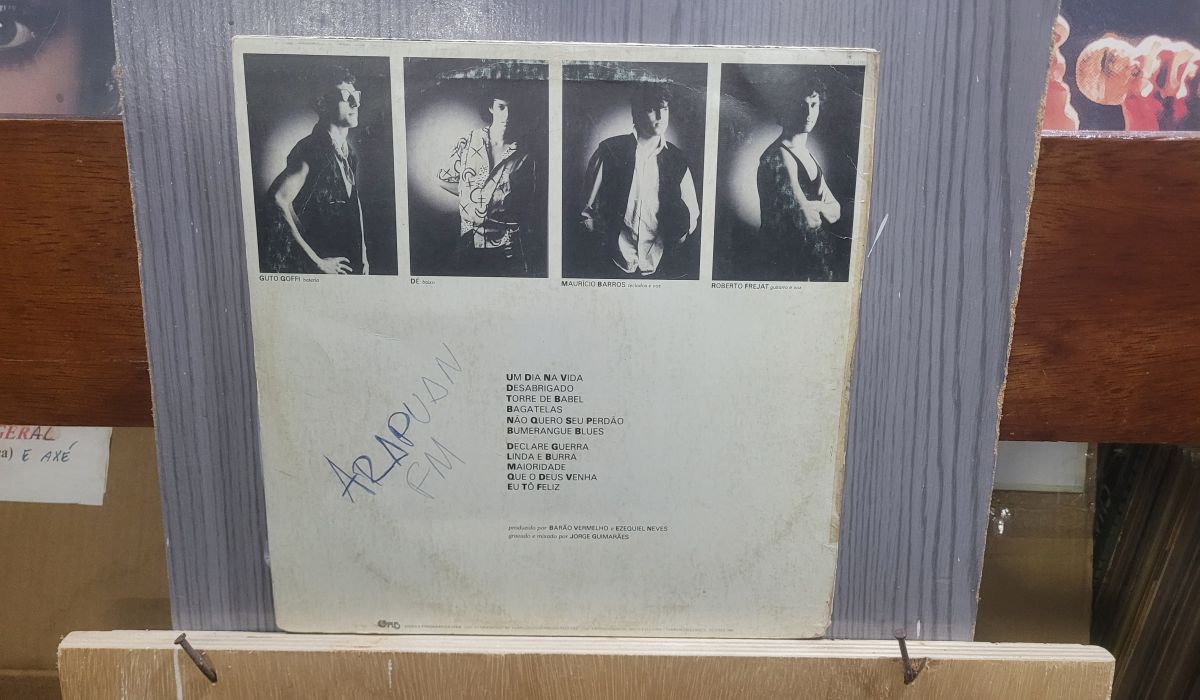 GUTO GOFFI bateria
DÉ baixo
MAURÍCIO BARROS teclados e voz
ROBERTO FREJAT guitarra e voz
ARAPUAN
FM
UM DIA NA VIDA
DESABRIGADO
TORRE DE BABEL
BAGATELAS
NÃO QUERO SEU PERDÃO
BUMERANGUE BLUES
DECLARE GUERRA
LINDA E BURRA
MAIORIDADE
QUE O DEUS VENHA
EU TÔ FELIZ
produzido por BARÃO VERMELHO e EZEQUIEL NEVES
gravado e mixado por JORGE GUIMARÃES
GERAL
E AXÉ